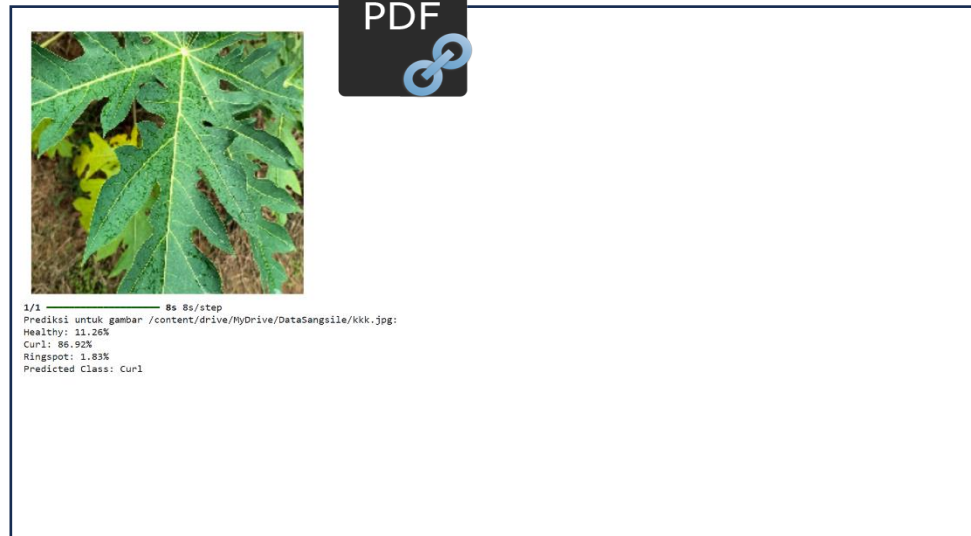 PDF
1/1 ━━━━━━━━━━━━━━━━━━━━ 8s 8s/step
Prediksi untuk gambar /content/drive/MyDrive/DataSangsile/kkk.jpg:
Healthy: 11.26%
Curl: 86.92%
Ringspot: 1.83%
Predicted Class: Curl